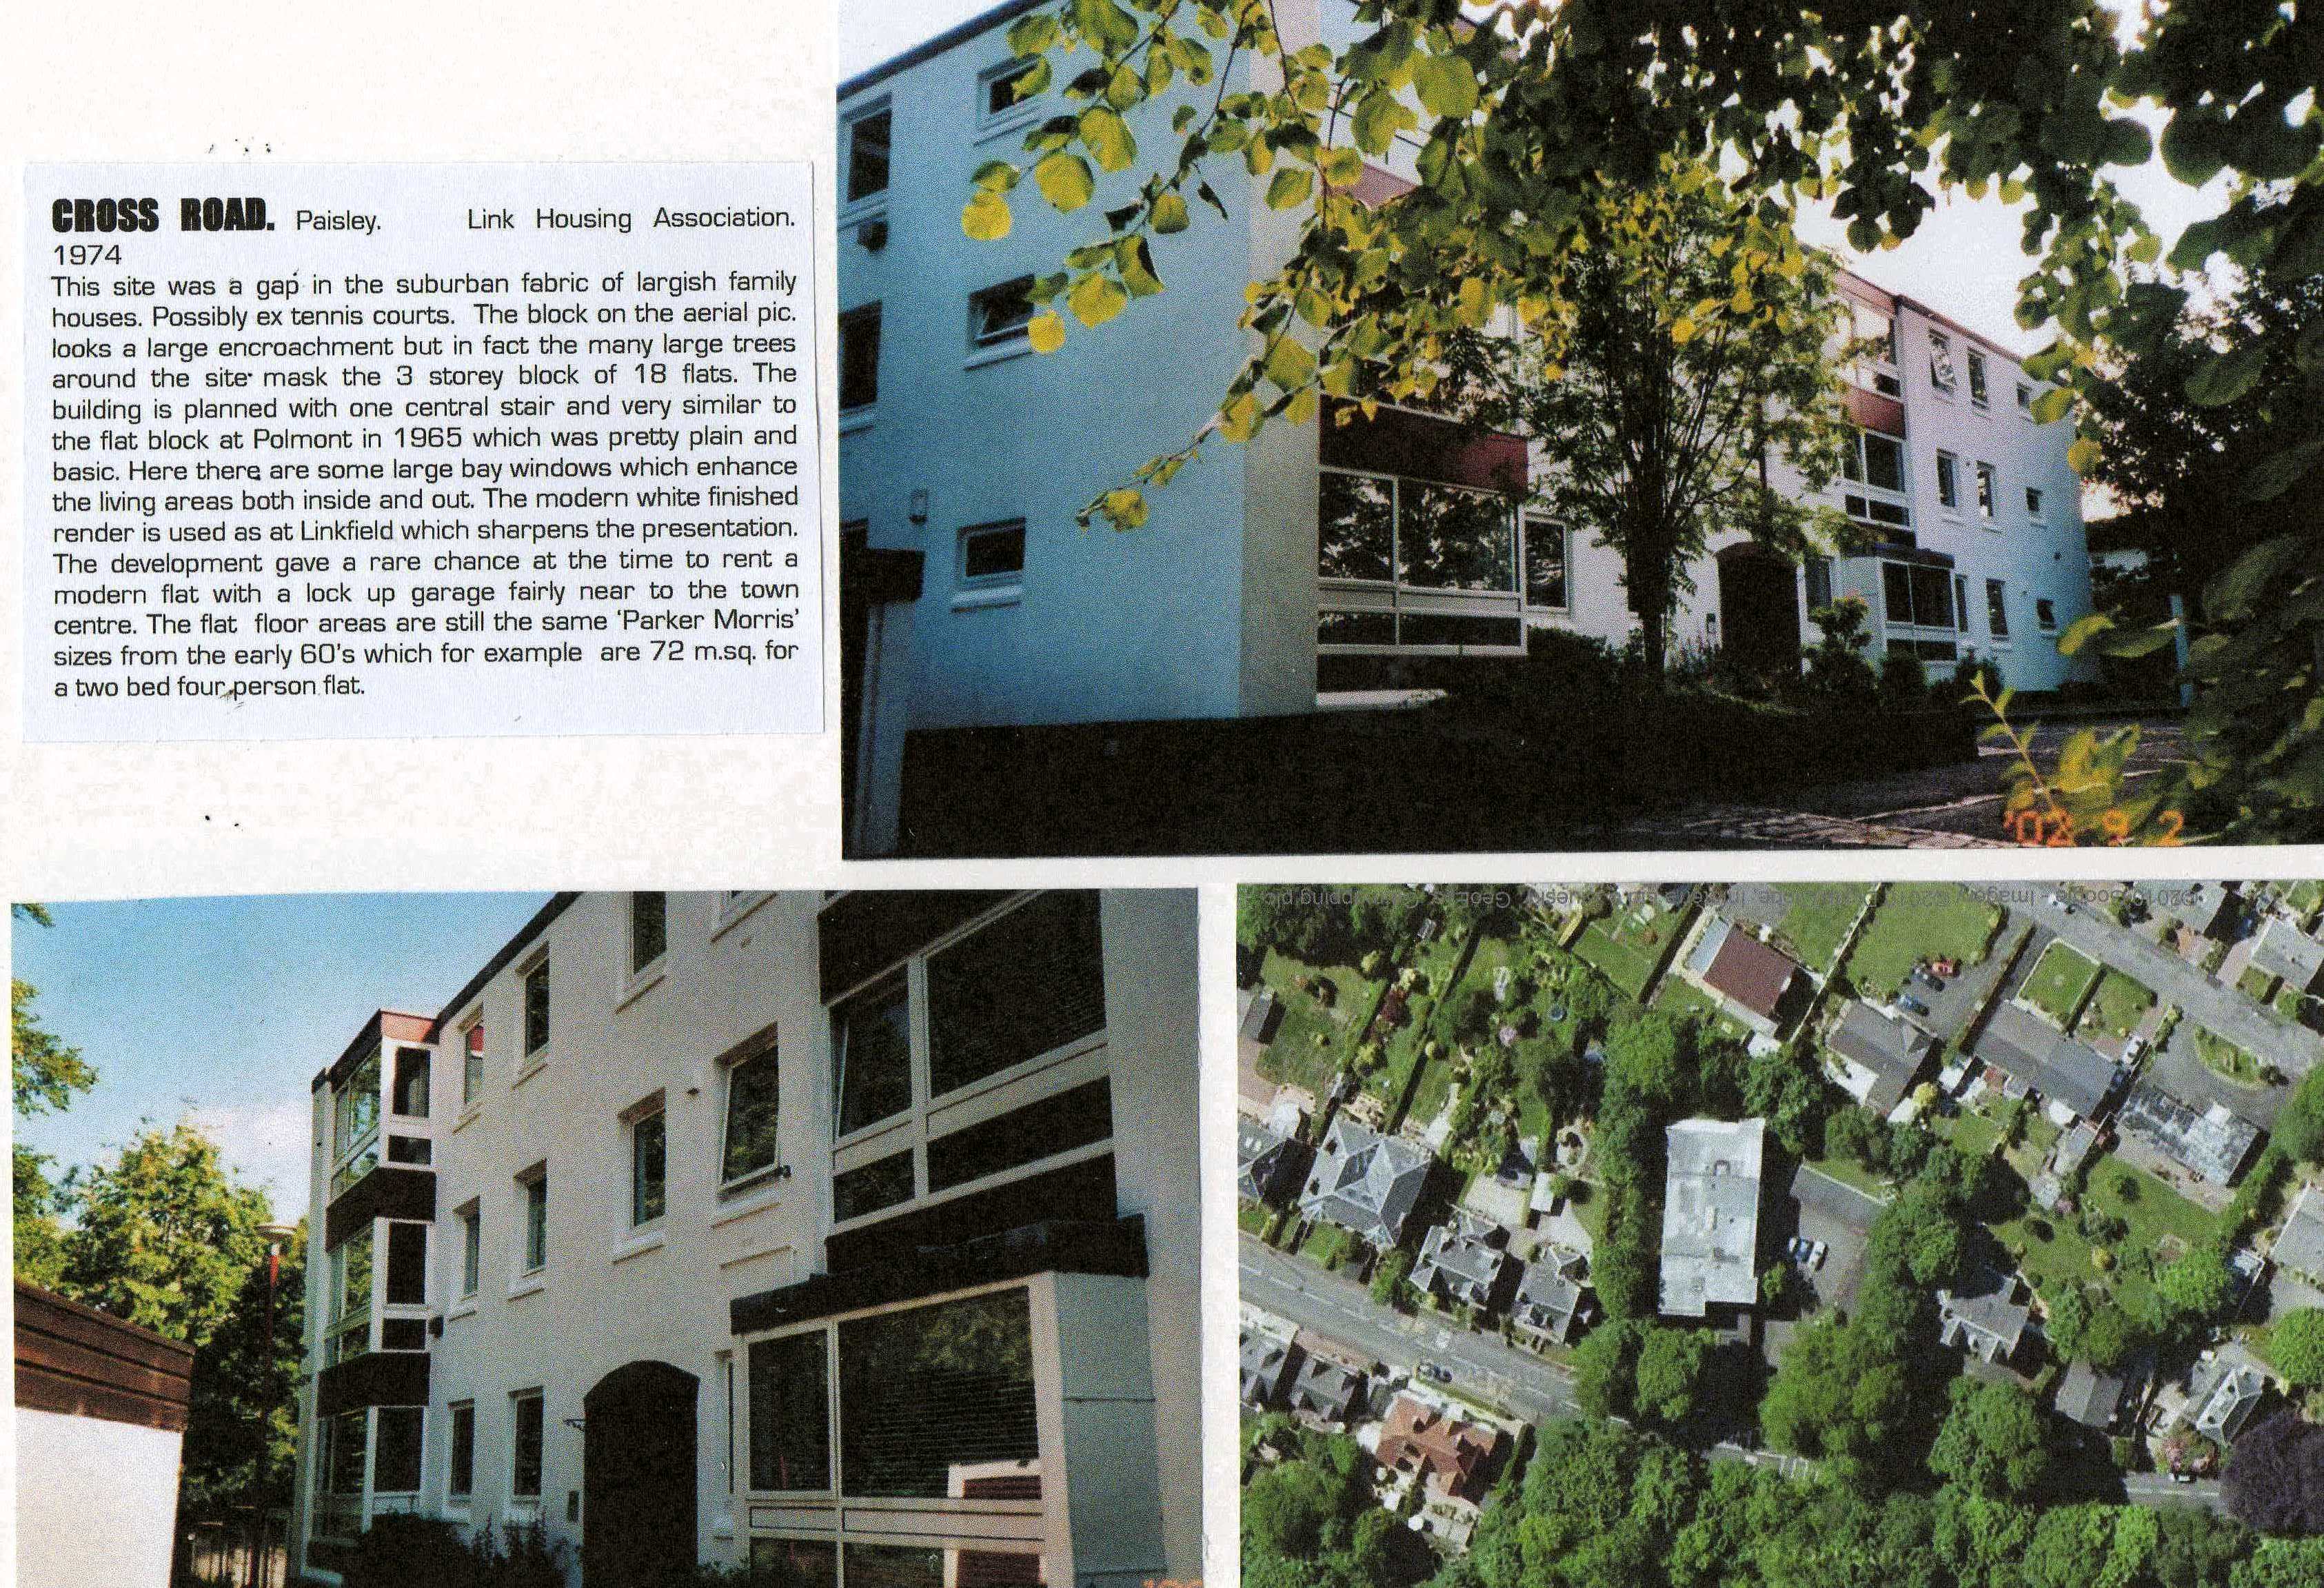 CROSS ROAD. Paisley. Link Housing Association.
1974
This site was a gap in the suburban fabric of largish family
houses. Possibly ex tennis courts. The block on the aerial pic.
looks a large encroachment but in fact the many large trees
around the site mask the 3 storey block of 18 flats. The
building is planned with one central stair and very similar to
the flat block at Polmont in 1965 which was pretty plain and
basic. Here there are some large bay windows which enhance
the living areas both inside and out. The modern white finished
render is used as at Linkfield which sharpens the presentation.
The development gave a rare chance at the time to rent a
modern flat with a lock up garage fairly near to the town
centre. The flat floor areas are still the same 'Parker Morris'
sizes from the early 60's which for example are 72 m.sq. for
a two bed four person flat.
'02 9 2
©2010 Google - Imagery